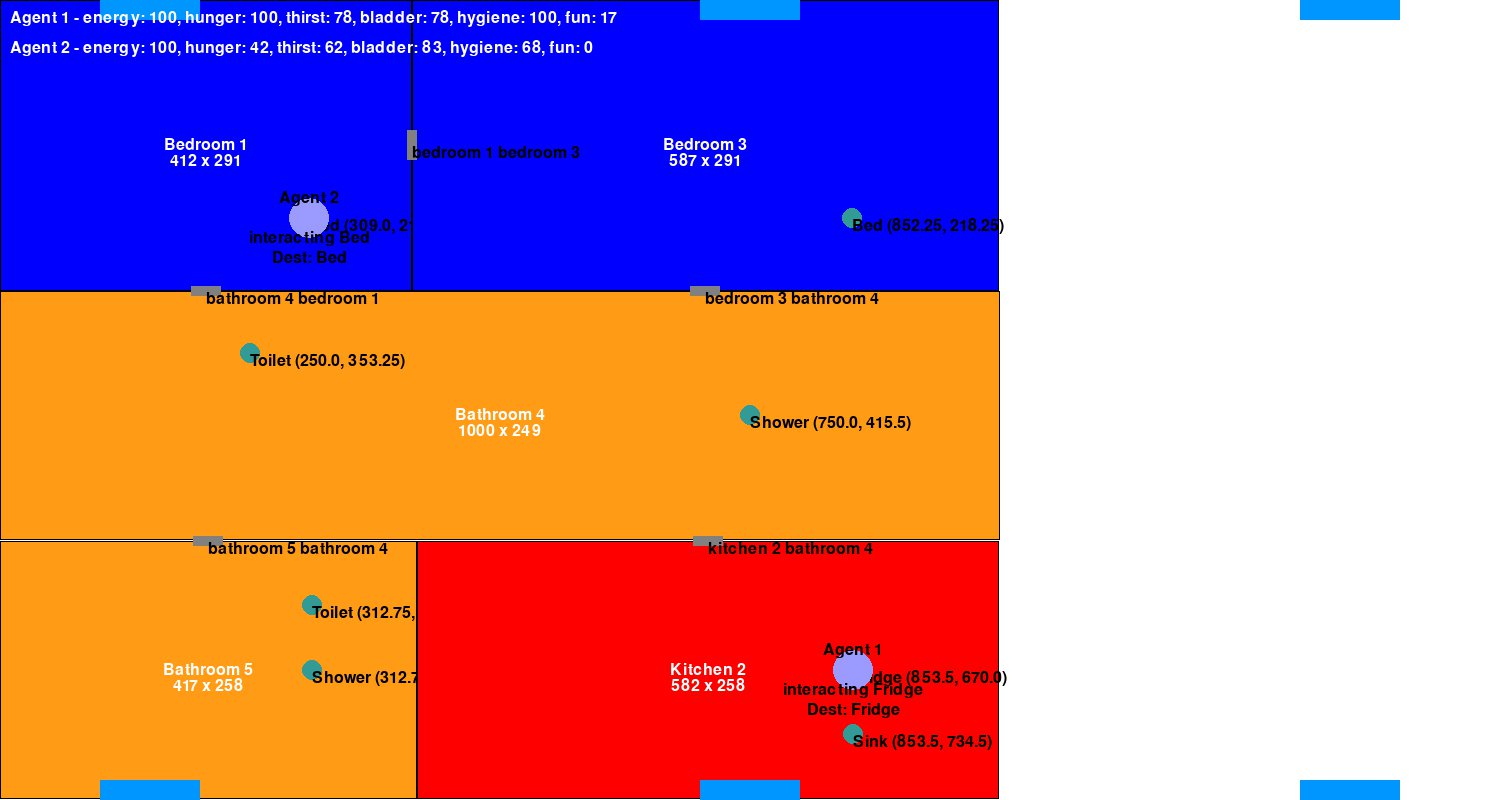 Agent 1 - energy: 100, hunger: 100, thirst: 78, bladder: 78, hygiene: 100, fun: 17
Agent 2 - energy: 100, hunger: 42, thirst: 62, bladder: 83, hygiene: 68, fun: 0
Bedroom 1
412 x 291
bedroom 1 bedroom 3
Bedroom 3
587 x 291
Agent 2
(309.0,
interacting Bed
Dest: Bed
Bed (852.25, 218.25)
bathroom 4 bedroom 1
bedroom 3 bathroom 4
Toilet (250.0, 353.25)
Bathroom 4
1000 x 249
Shower (750.0, 415.5)
bathroom 5 bathroom 4
kitchen 2 bathroom 4
Toilet (312.75,
Bathroom 5
417 x 258
Shower (312.7
Kitchen 2
582 x 258
Agent 1
dge (853.5, 670.0)
interacting Fridge
Dest: Fridge
Sink (853.5, 734.5)